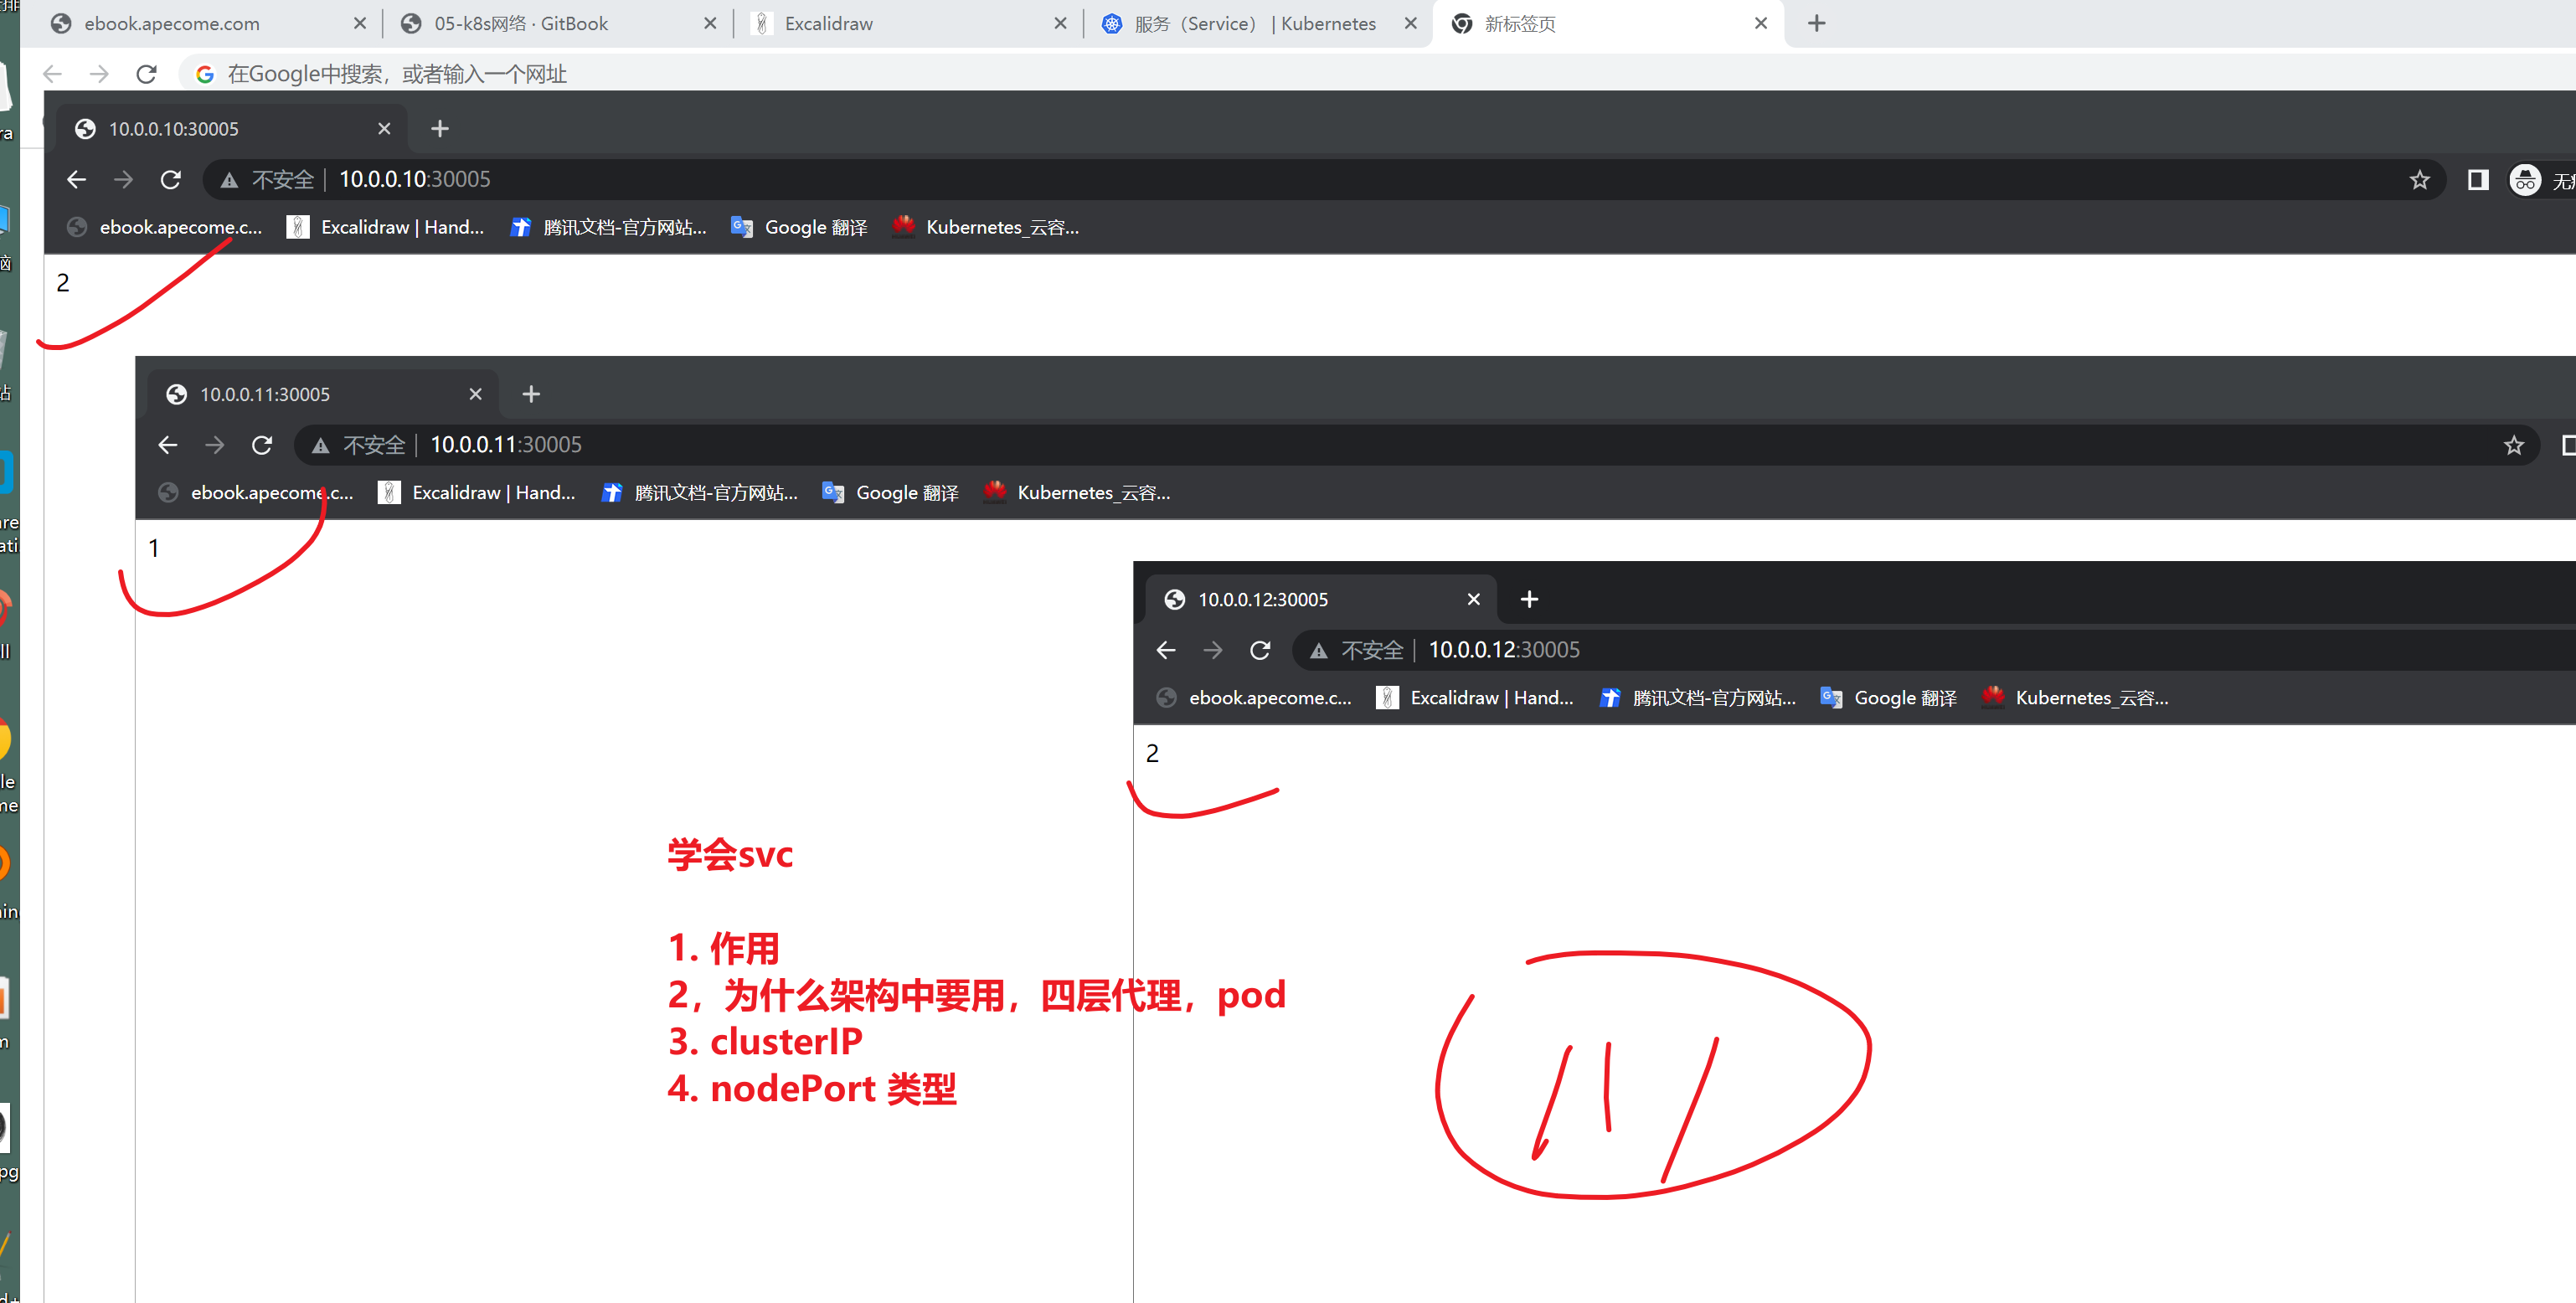 ebook.apecome.com
05-k8s网络 · GitBook
Excalidraw
服务（Service） | Kubernetes
新标签页
在Google中搜索，或者输入一个网址
10.0.0.10:30005
不安全 | 10.0.0.10:30005
ebook.apecome.c...
Excalidraw | Hand...
腾讯文档-官方网站...
Google 翻译
Kubernetes_云容...
2
10.0.0.11:30005
不安全 | 10.0.0.11:30005
ebook.apecome.c...
Excalidraw | Hand...
腾讯文档-官方网站...
Google 翻译
Kubernetes_云容...
1
10.0.0.12:30005
不安全 | 10.0.0.12:30005
ebook.apecome.c...
Excalidraw | Hand...
腾讯文档-官方网站...
Google 翻译
Kubernetes_云容...
2
学会svc
1. 作用
2，为什么架构中要用，四层代理，pod
3. clusterIP
4. nodePort 类型